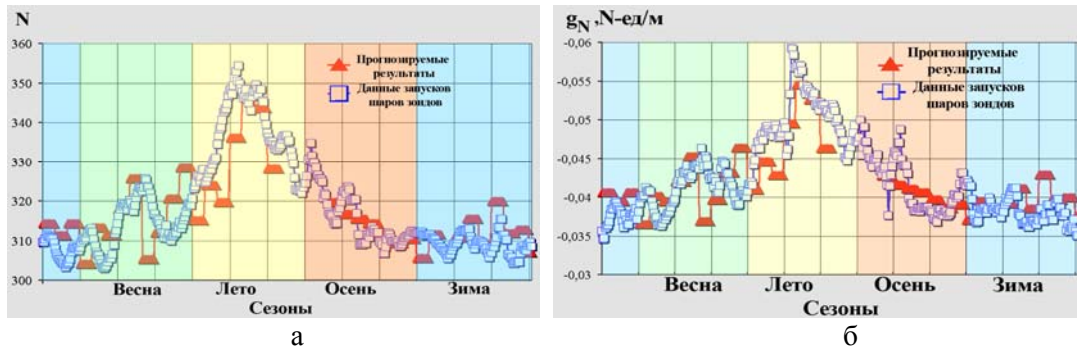 N
360
350
340
330
320
310
300
Прогнозируемые
результаты
Данные запусков
шаров зондов
Весна
Лето
Осень
Зима
Сезоны
а
g_N ,N-ед/м
-0,06
-0,055
-0,05
-0,045
-0,04
-0,035
-0,03
Прогнозируемые
результаты
Данные запусков
шаров зондов
Весна
Лето
Осень
Зима
Сезоны
б